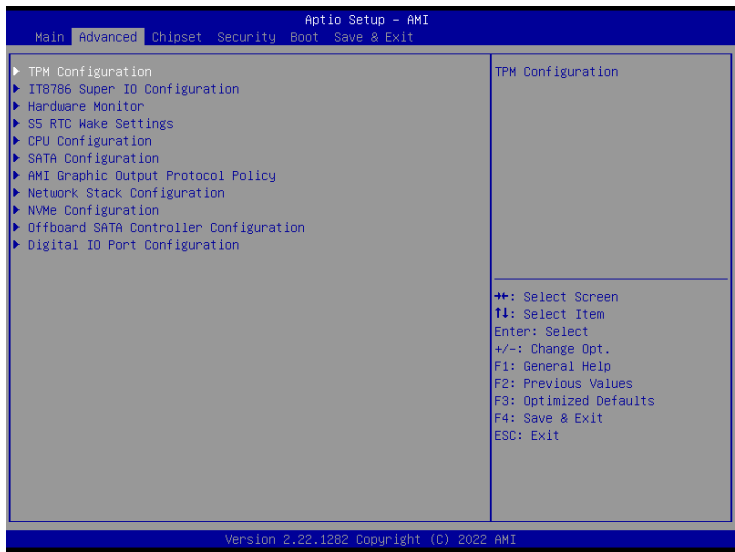 Aptio Setup – AMI
Main Advanced Chipset Security Boot Save & Exit
▶ TPM Configuration
▶ IT8786 Super IO Configuration
▶ Hardware Monitor
▶ S5 RTC Wake Settings
▶ CPU Configuration
▶ SATA Configuration
▶ AMI Graphic Output Protocol Policy
▶ Network Stack Configuration
▶ NVMe Configuration
▶ Offboard SATA Controller Configuration
▶ Digital IO Port Configuration
TPM Configuration
→←: Select Screen
↑↓: Select Item
Enter: Select
+/-: Change Opt.
F1: General Help
F2: Previous Values
F3: Optimized Defaults
F4: Save & Exit
ESC: Exit
Version 2.22.1282 Copyright (C) 2022 AMI